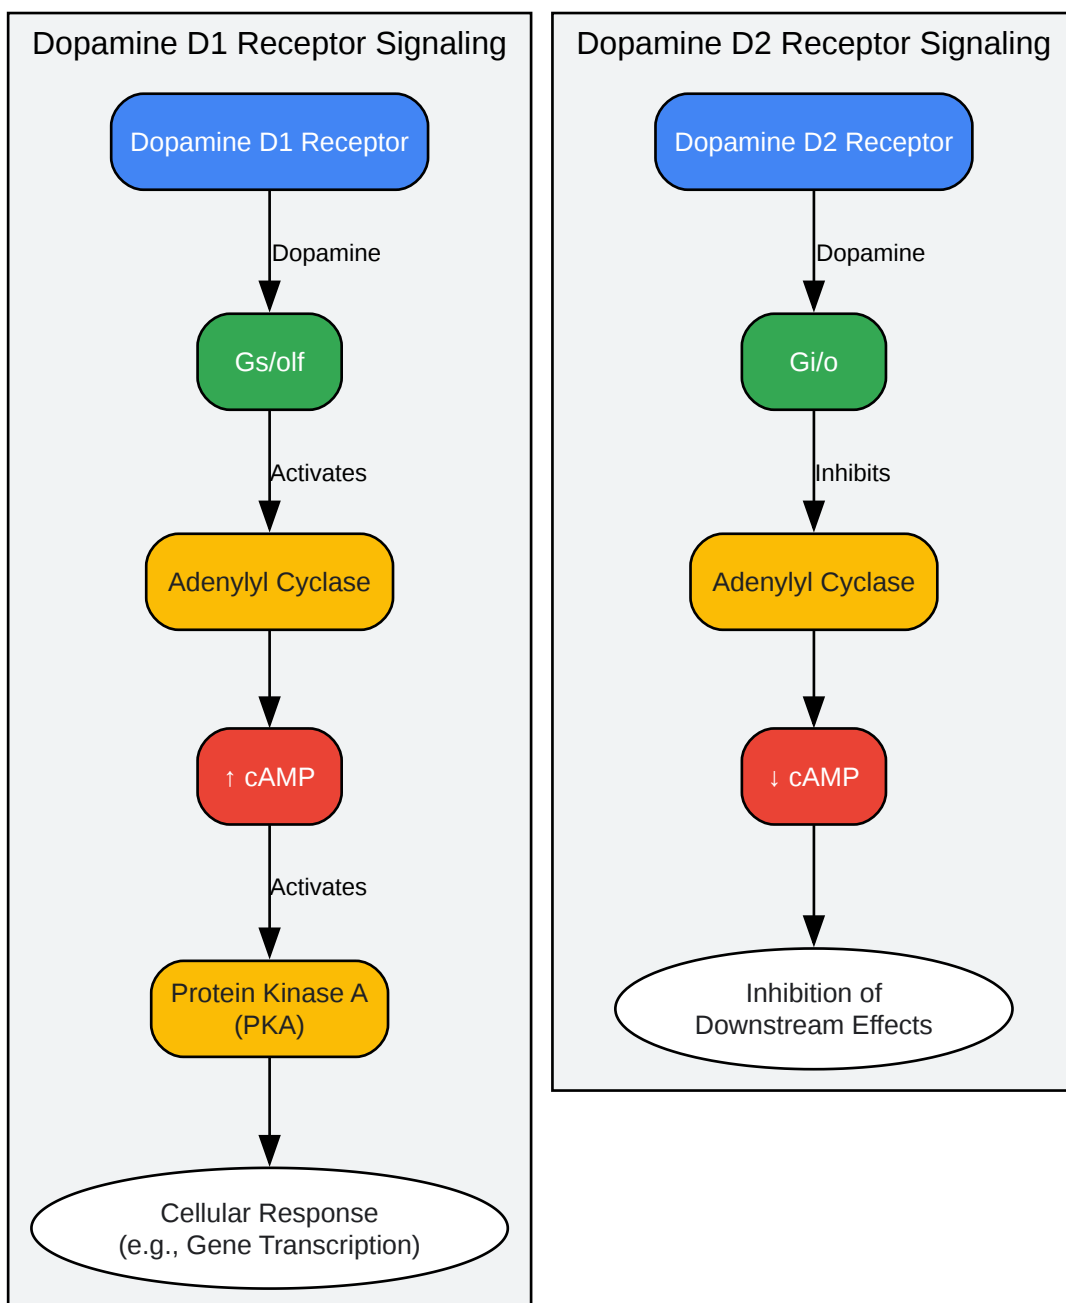 Dopamine D1 Receptor Signaling
Dopamine D1 Receptor
Dopamine
Gs/olf
Activates
Adenylyl Cyclase
↑ cAMP
Activates
Protein Kinase A
(PKA)
Cellular Response
(e.g., Gene Transcription)
Dopamine D2 Receptor Signaling
Dopamine D2 Receptor
Dopamine
Gi/o
Inhibits
Adenylyl Cyclase
↓ cAMP
Inhibition of
Downstream Effects